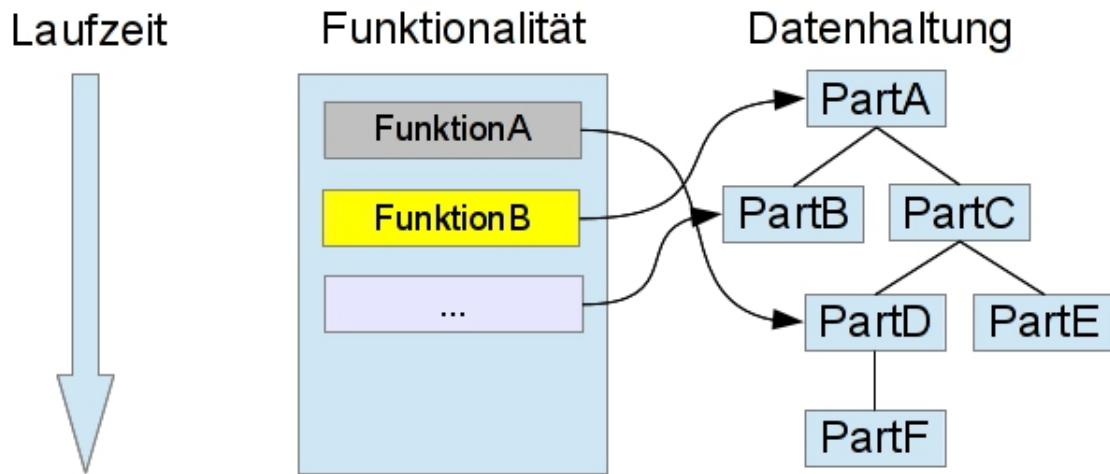 Laufzeit
Funktionalität
Datenhaltung
FunktionA
FunktionB
...
PartA
PartB
PartC
PartD
PartE
PartF